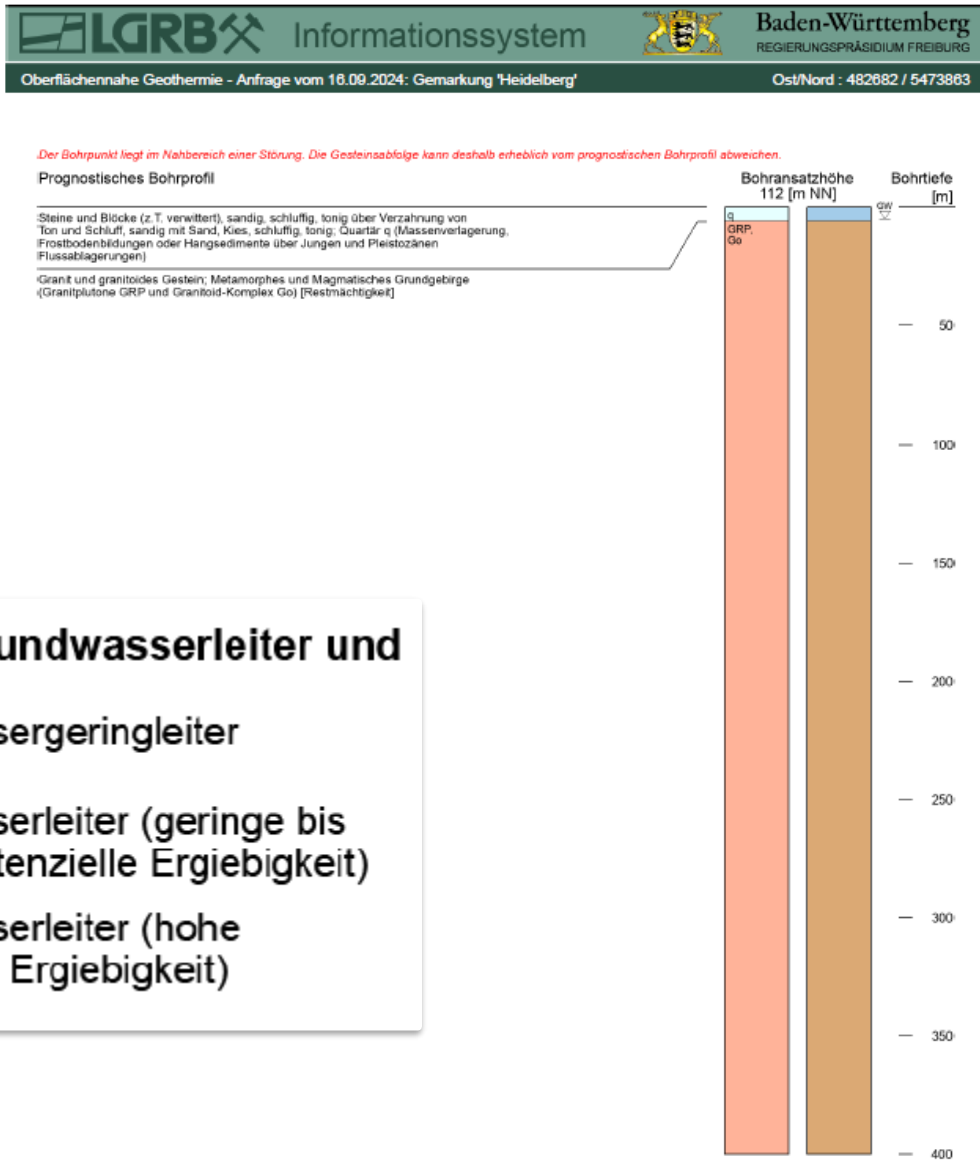 LGRB Informationssystem
Baden-Württemberg
REGIERUNGSPRÄSIDIUM FREIBURG
Oberflächennahe Geothermie - Anfrage vom 16.09.2024: Gemarkung 'Heidelberg'
Ost/Nord : 482682 / 5473863
Der Bohrpunkt liegt im Nahbereich einer Störung. Die Gesteinsabfolge kann deshalb erheblich vom prognostischen Bohrprofil abweichen.
Prognostisches Bohrprofil
Bohransatzhöhe
112 [m NN]
Bohrtiefe
[m]
Steine und Blöcke (z.T. verwittert), sandig, schluffig, tonig über Verzahnung von
Ton und Schluff, sandig mit Sand, Kies, schluffig, tonig; Quartär q (Massenverlagerung,
Frostbodenbildungen oder Hangsedimente über Jungen und Pleistozänen
Flussablagerungen)
Granit und granitoides Gestein; Metamorphes und Magmatisches Grundgebirge
(Granitplutone GRP und Granitoid-Komplex Go) [Restmächtigkeit]
q
GRP,
Go
GW
50
100
150
200
250
300
350
400
undwasserleiter und
sergeringleiter
serleiter (geringe bis
tenzielle Ergiebigkeit)
serleiter (hohe
Ergiebigkeit)